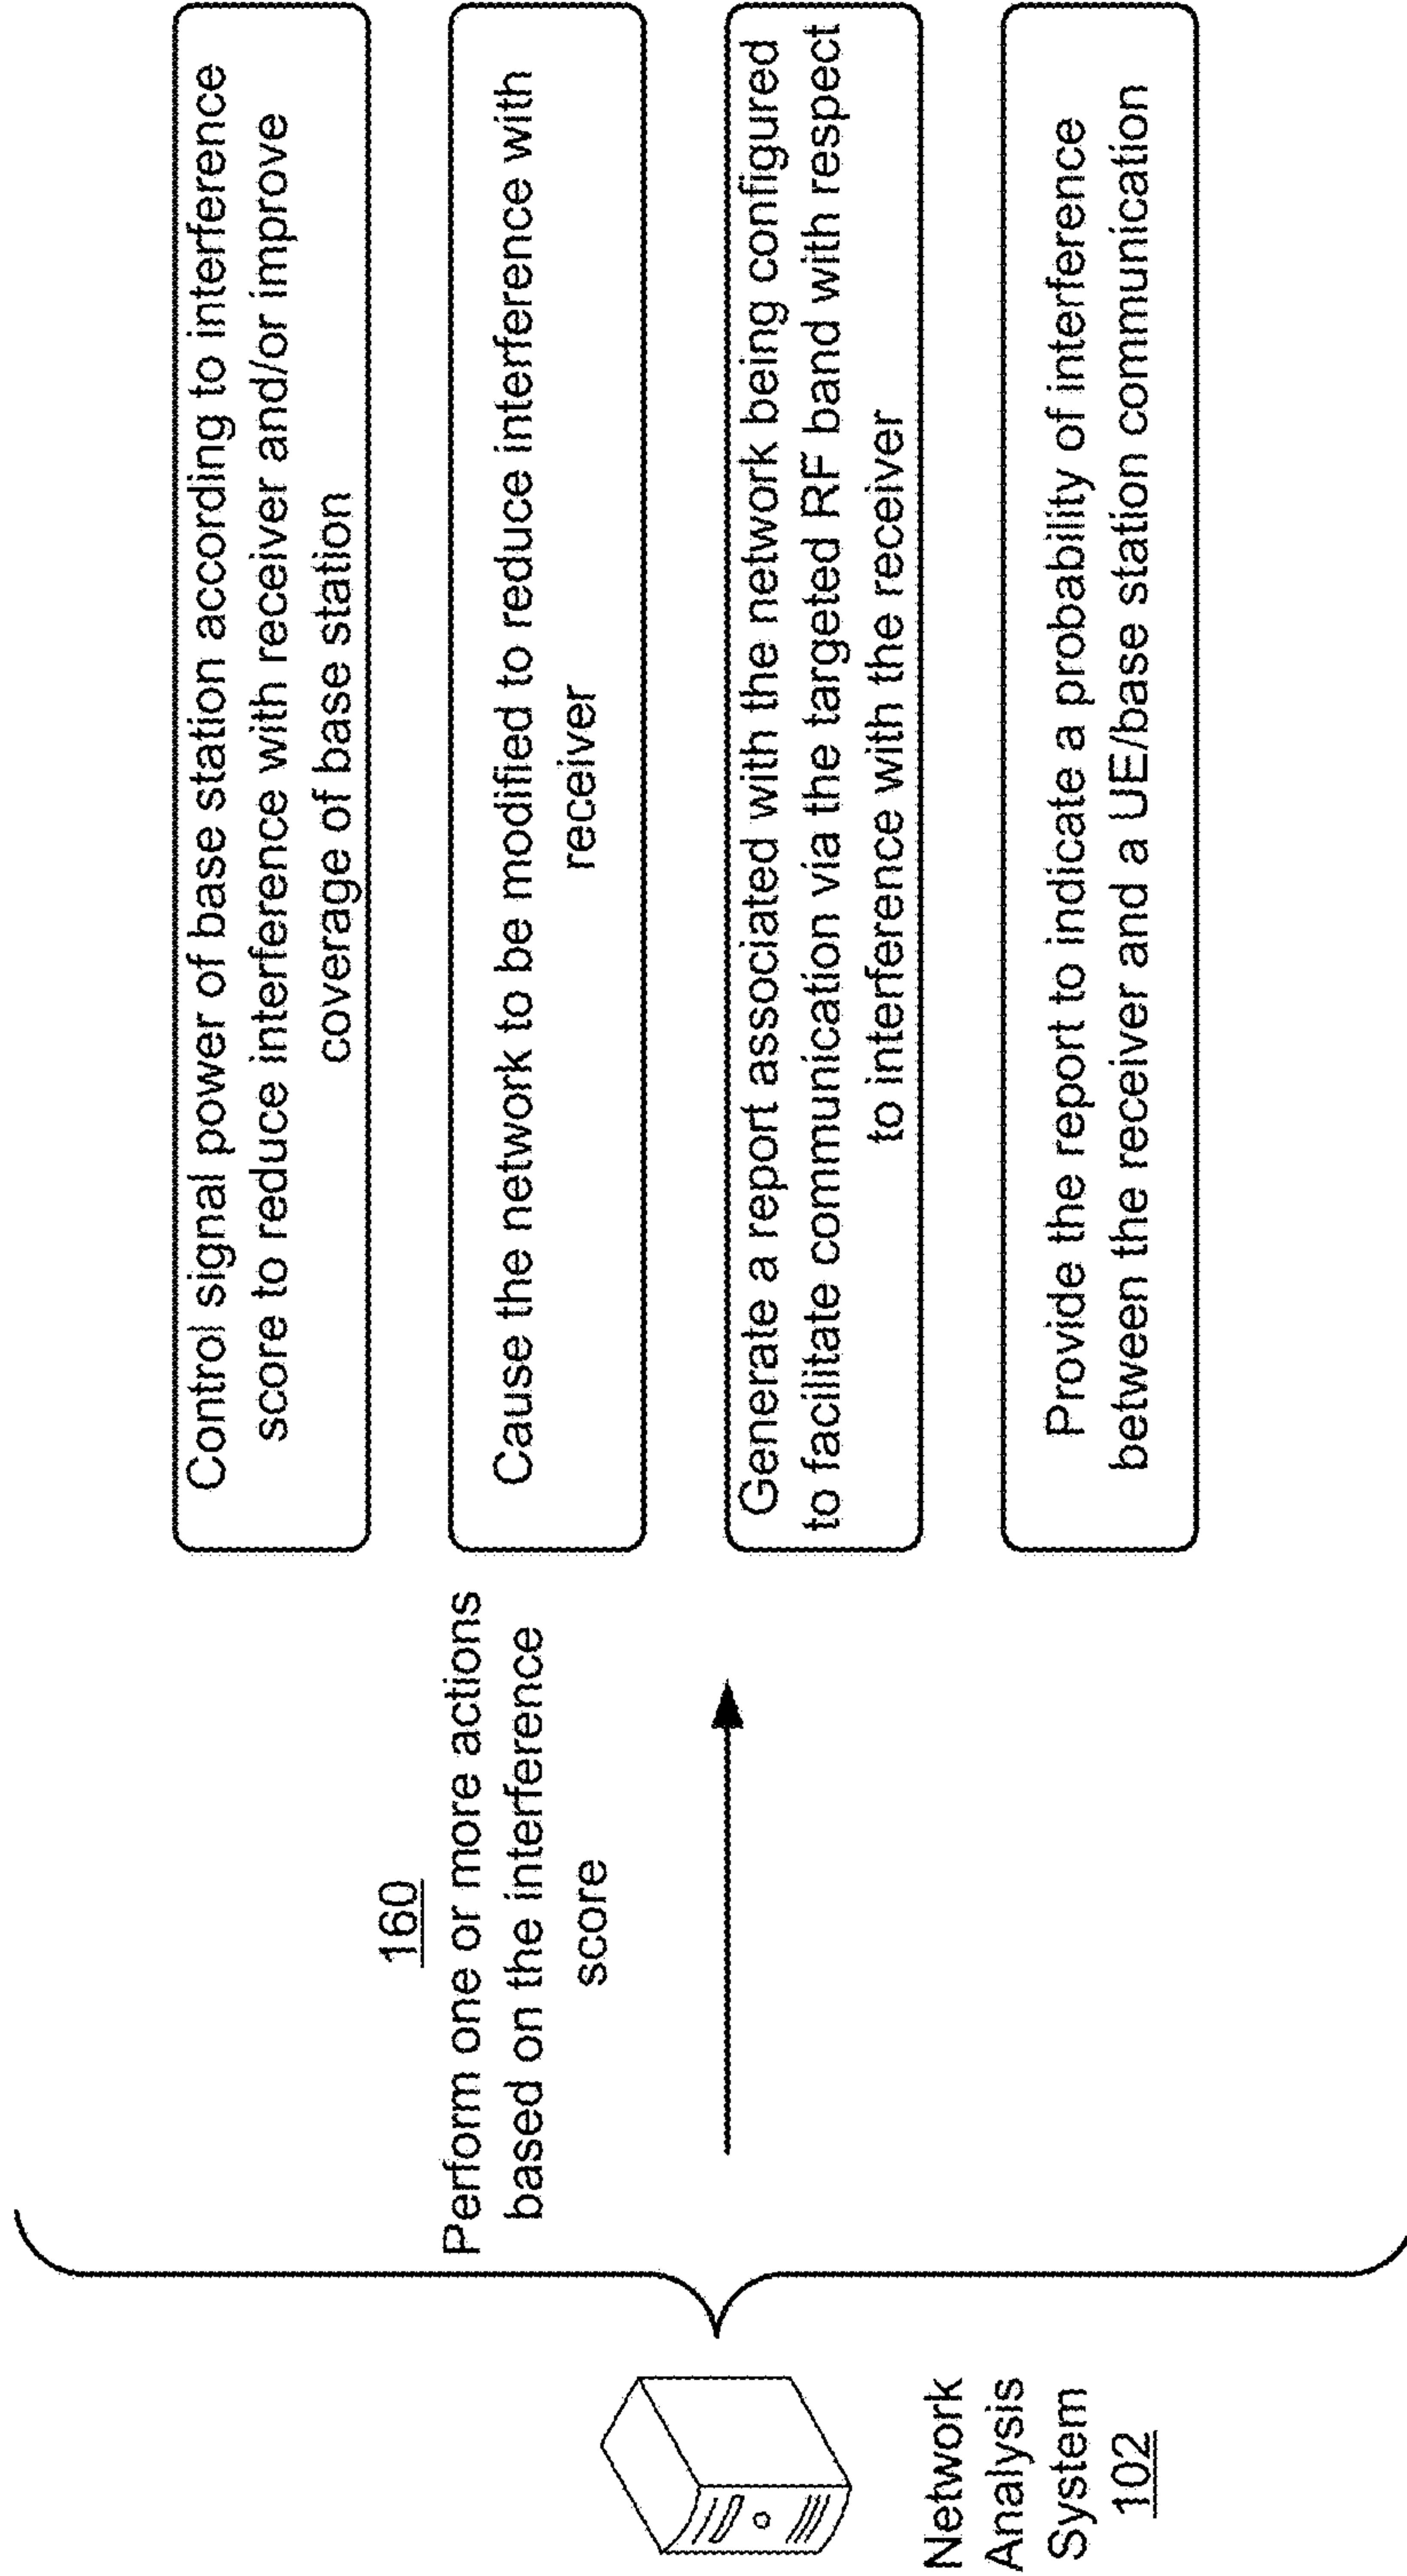 Network
Analysis
System
102
160
Perform one or more actions
based on the interference
score
Control signal power of base station according to interference
score to reduce interference with receiver and/or improve
coverage of base station
Cause the network to be modified to reduce interference with
receiver
Generate a report associated with the network being configured
to facilitate communication via the targeted RF band with respect
to interference with the receiver
Provide the report to indicate a probability of interference
between the receiver and a UE/base station communication